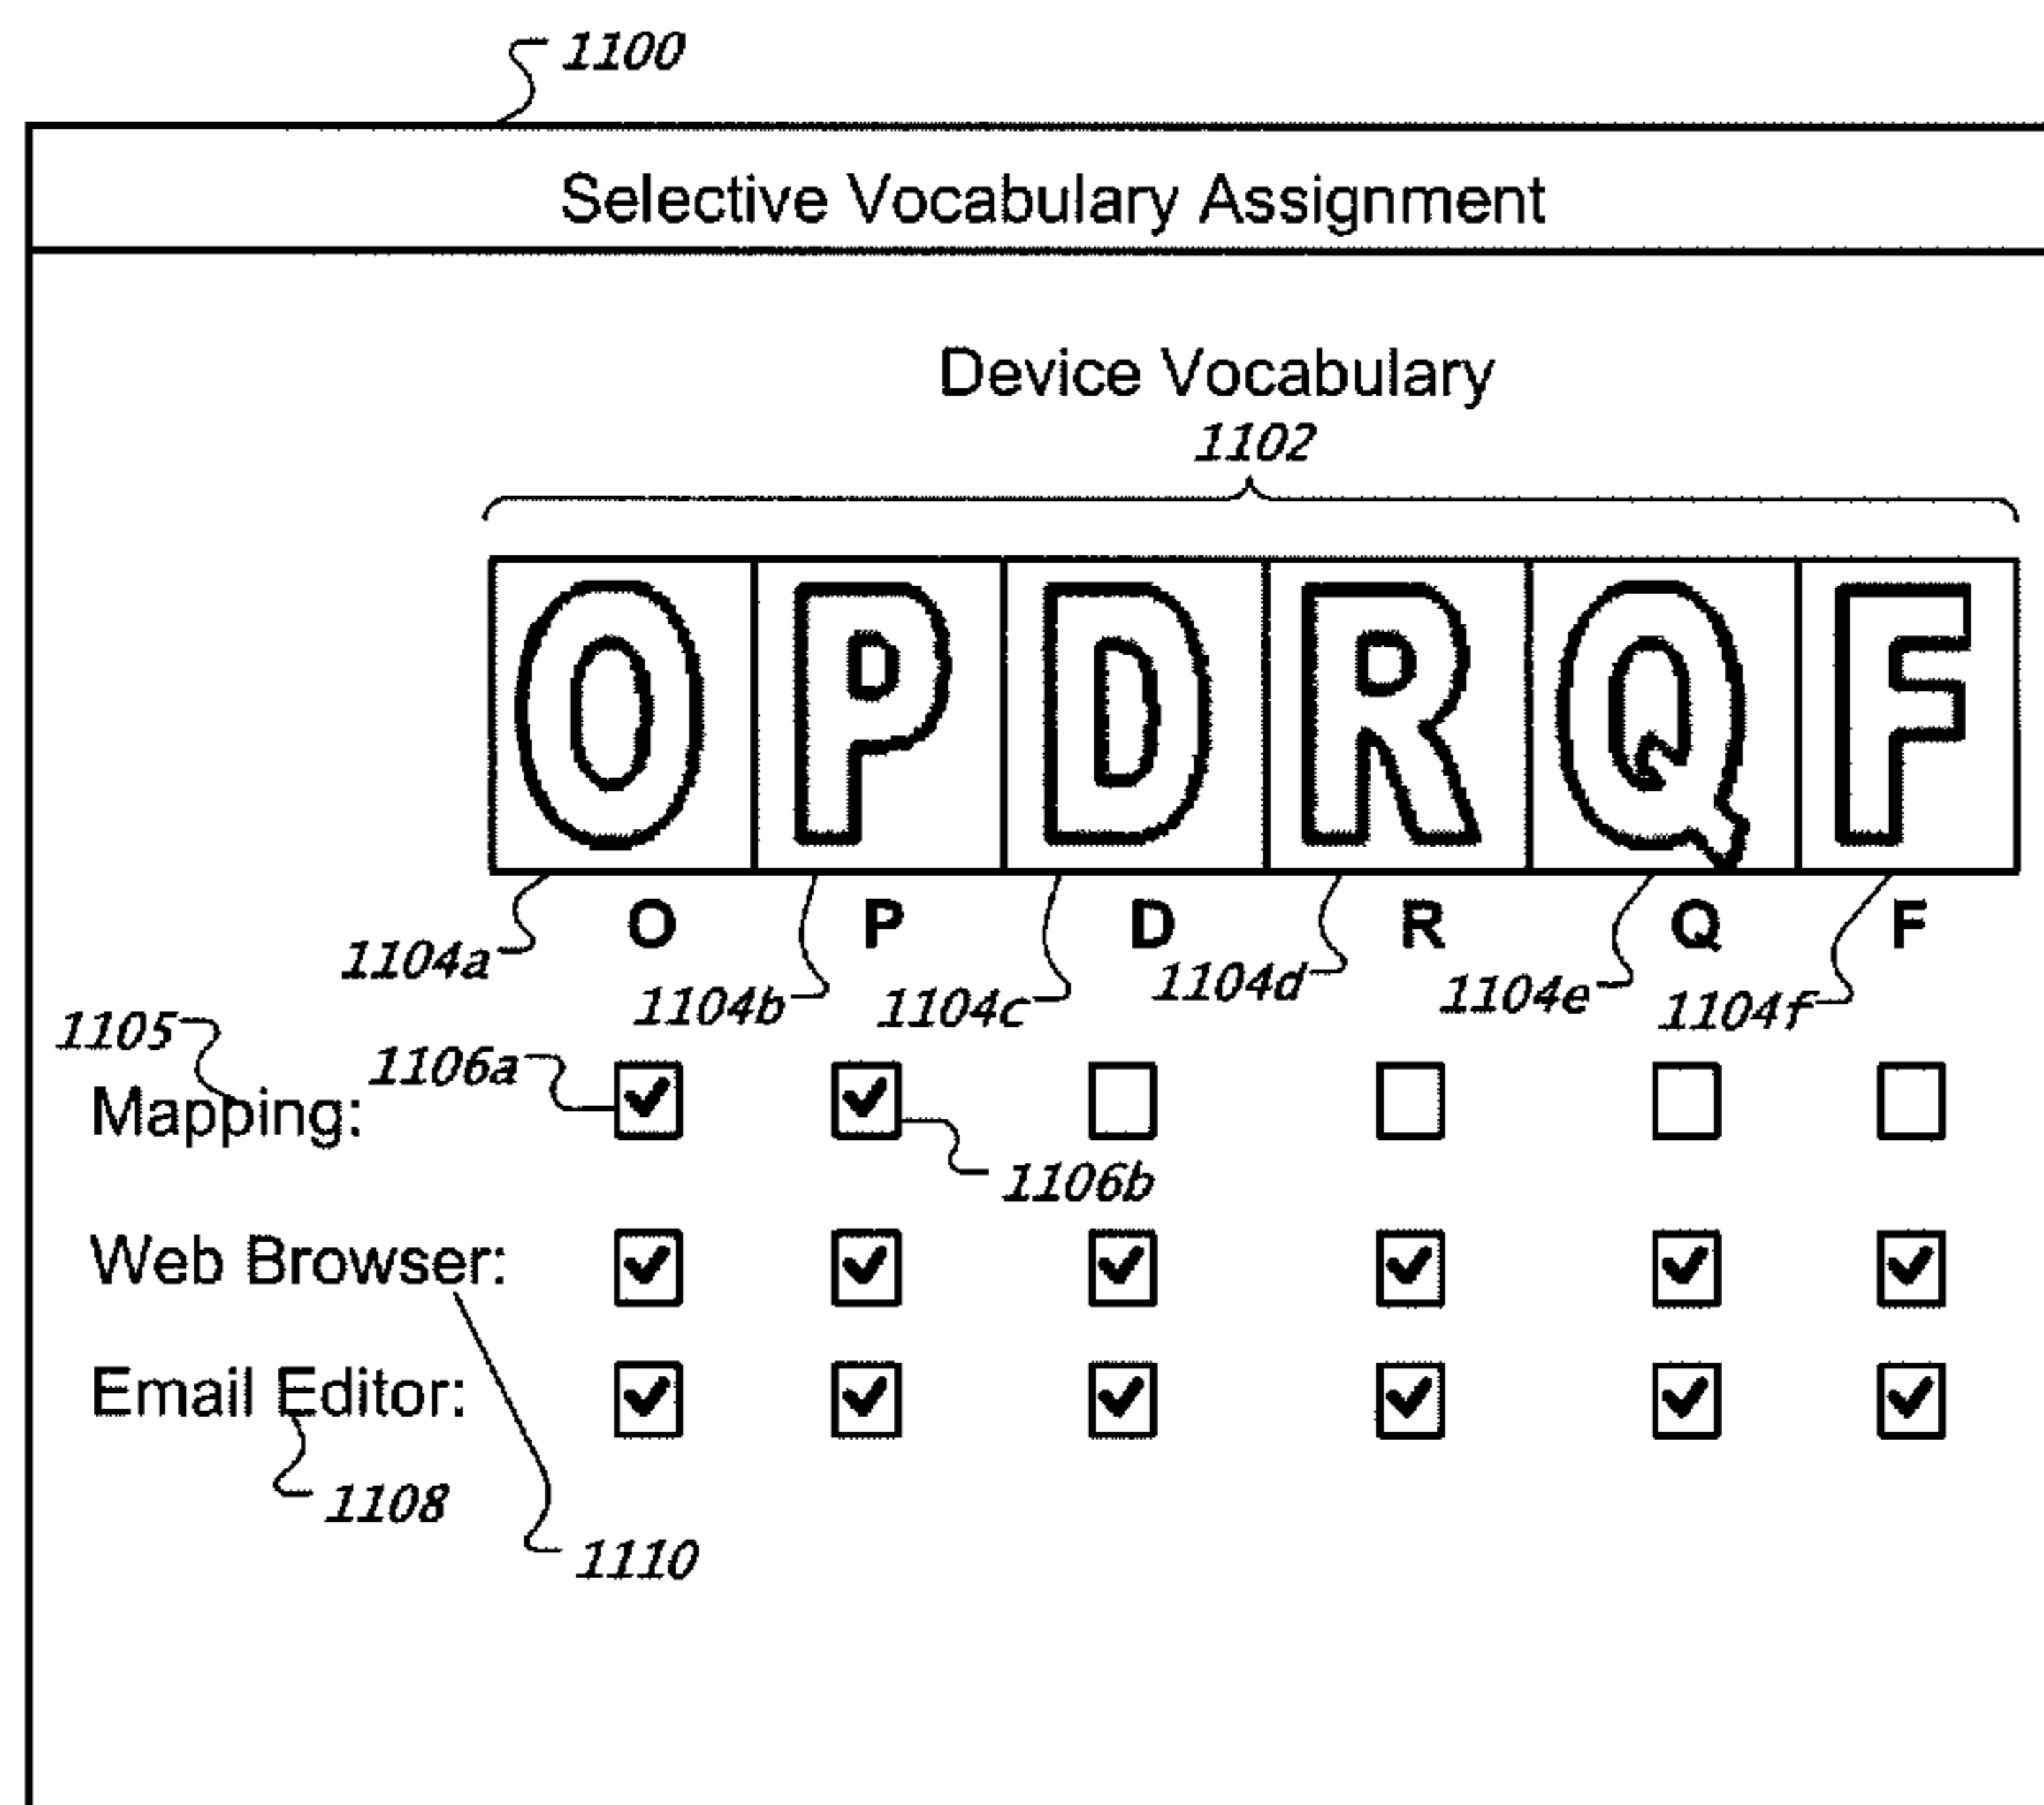 1100
Selective Vocabulary Assignment
Device Vocabulary
1102
O P D R Q F
O P D R Q F
1104a 1104b 1104c 1104d 1104e 1104f
1105
1106a
Mapping:
1106b
Web Browser:
Email Editor:
1108
1110